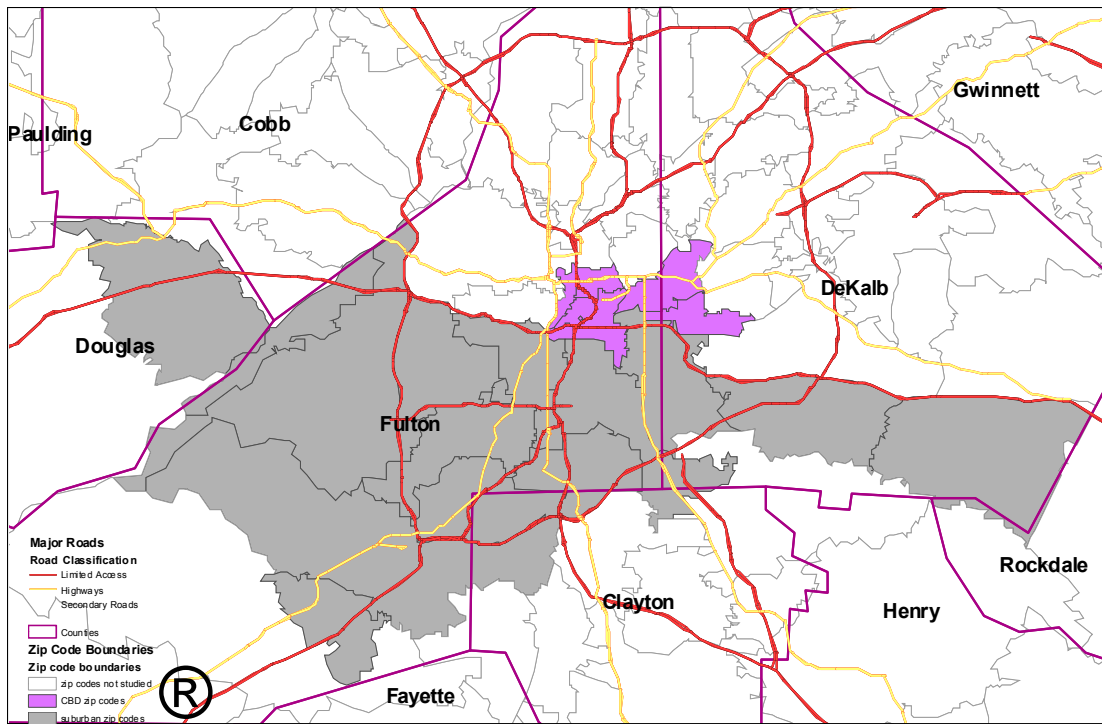 Gwinnett
Cobb
Paulding
DeKalb
Douglas
Fulton
Rockdale
Clayton
Henry
Fayette
Major Roads
Road Classification
Limited Access
Highways
Secondary Roads
Counties
Zip Code Boundaries
Zip code boundaries
zip codes not studied
CBD zip codes
suburban zip codes
R